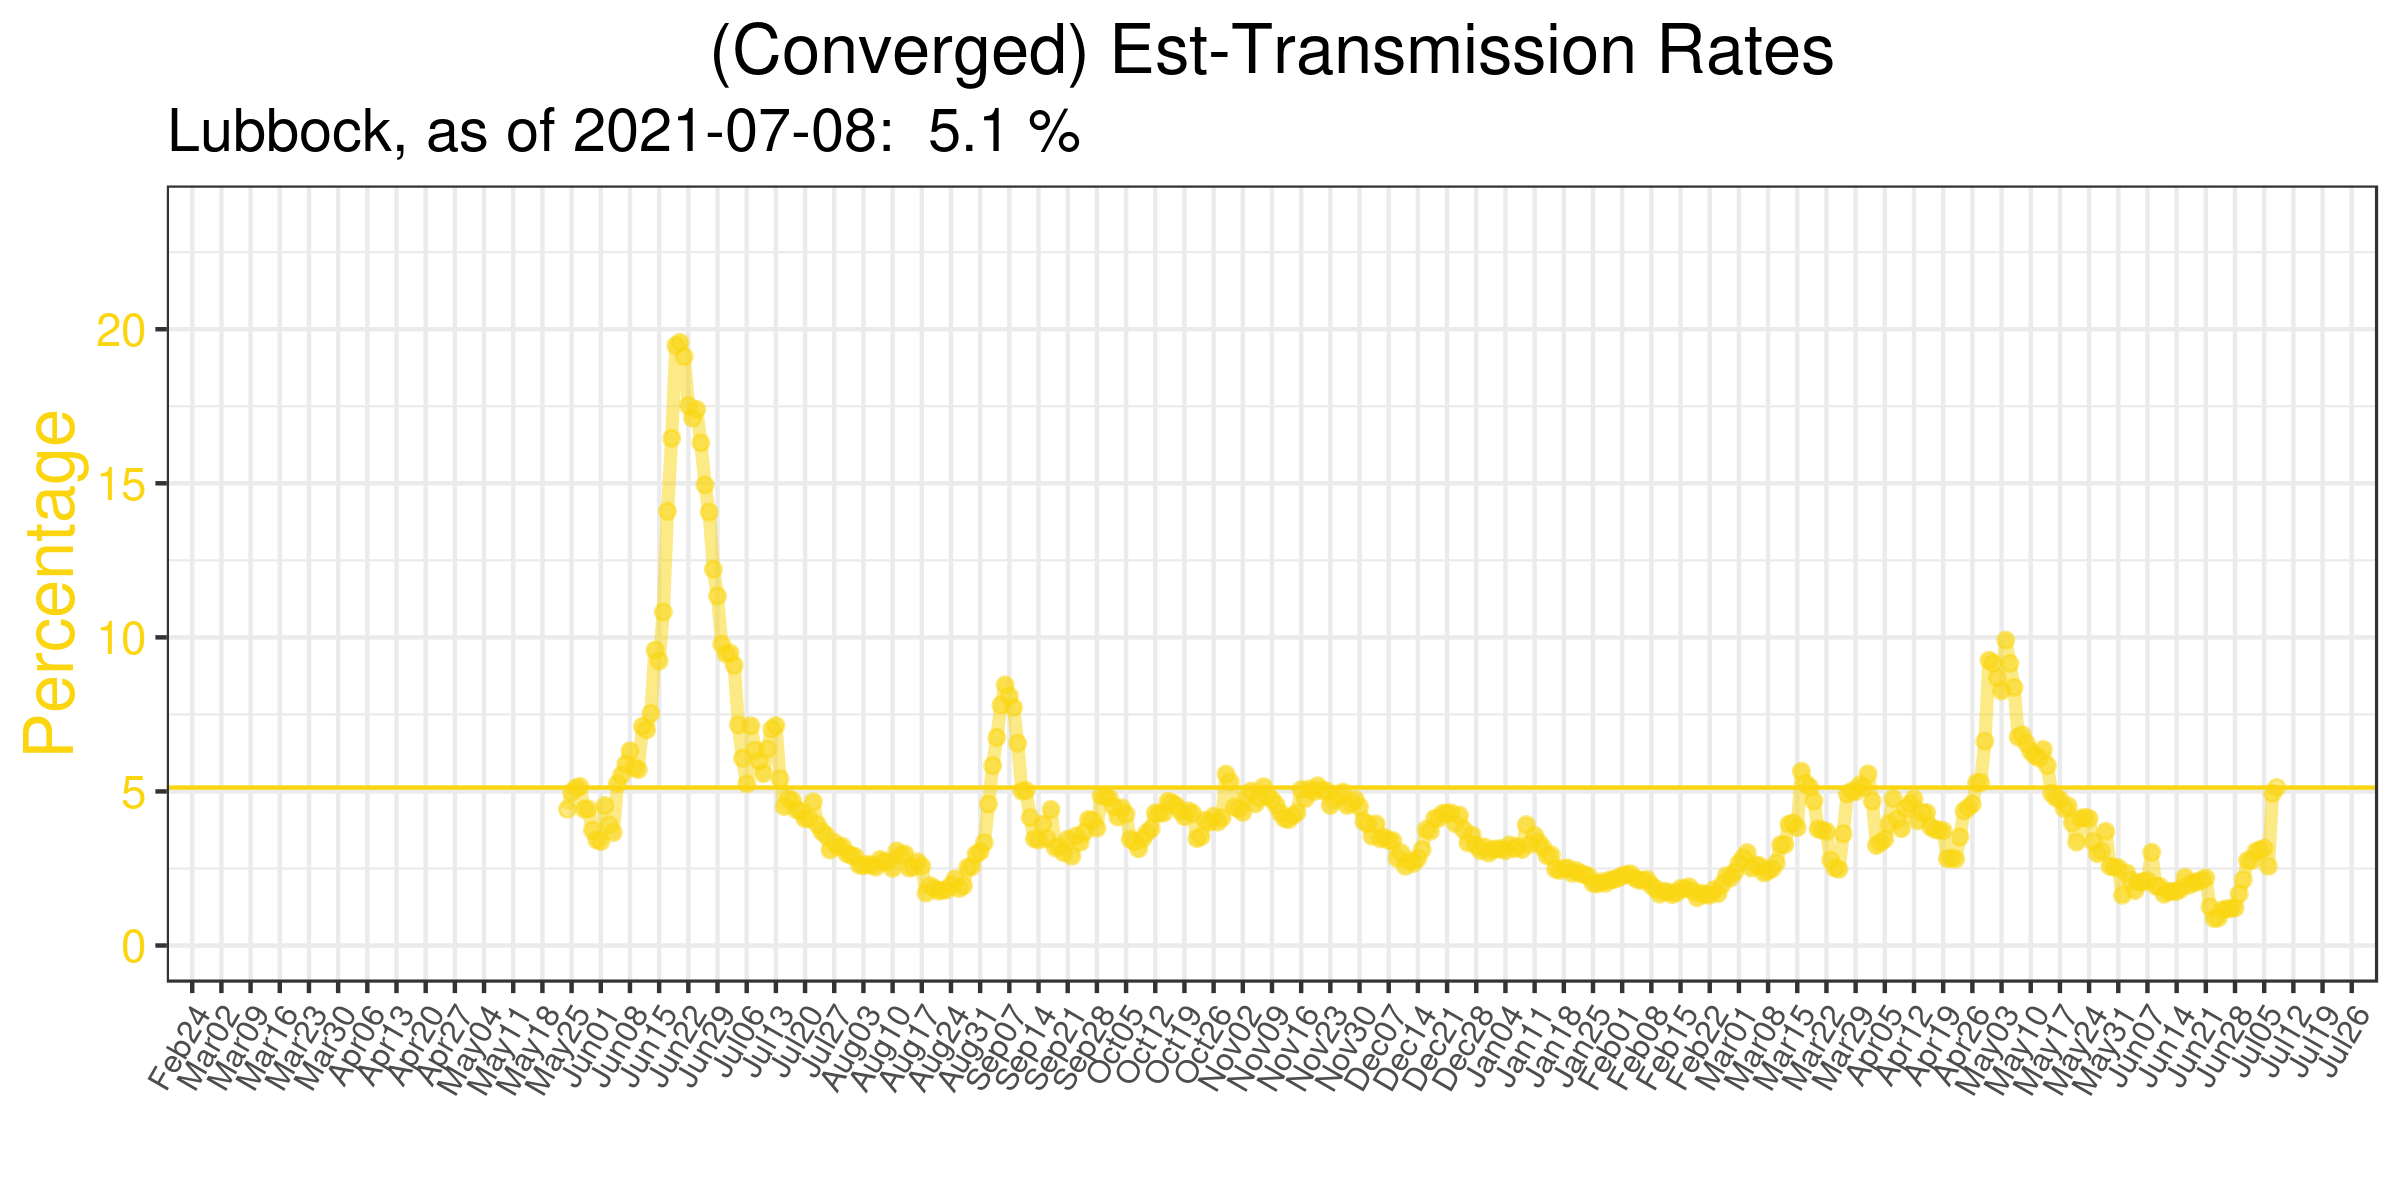 (Converged) Est-Transmission Rates
Lubbock, as of 2021-07-08:  5.1 %
Percentage
20
15
10
5
0
Feb24
Mar02
Mar09
Mar16
Mar23
Mar30
Apr06
Apr13
Apr20
Apr27
May04
May11
May18
May25
Jun01
Jun08
Jun15
Jun22
Jun29
Jul06
Jul13
Jul20
Jul27
Aug03
Aug10
Aug17
Aug24
Aug31
Sep07
Sep14
Sep21
Sep28
Oct05
Oct12
Oct19
Oct26
Nov02
Nov09
Nov16
Nov23
Nov30
Dec07
Dec14
Dec21
Dec28
Jan04
Jan11
Jan18
Jan25
Feb01
Feb08
Feb15
Feb22
Mar01
Mar08
Mar15
Mar22
Mar29
Apr05
Apr12
Apr19
Apr26
May03
May10
May17
May24
May31
Jun07
Jun14
Jun21
Jun28
Jul05
Jul12
Jul19
Jul26